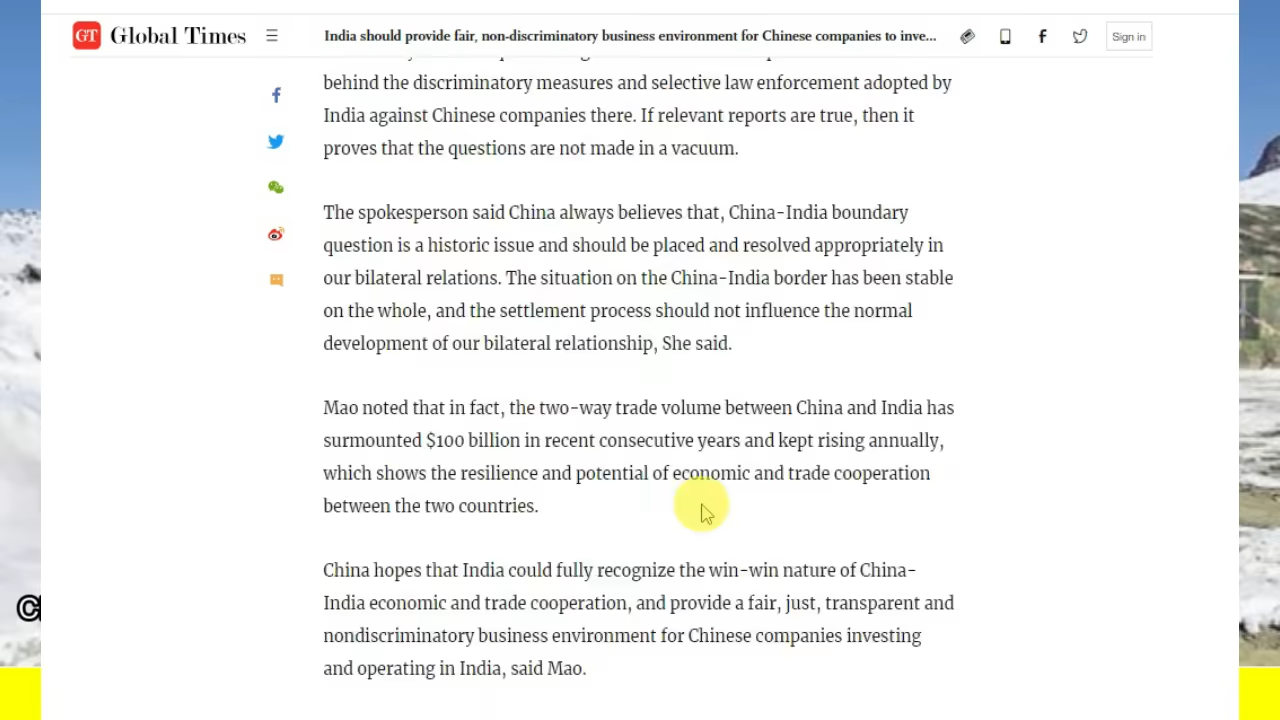 GT Global Times
India should provide fair, non-discriminatory business environment for Chinese companies to inve...
Sign in
behind the discriminatory measures and selective law enforcement adopted by
India against Chinese companies there. If relevant reports are true, then it
proves that the questions are not made in a vacuum.
The spokesperson said China always believes that, China-India boundary
question is a historic issue and should be placed and resolved appropriately in
our bilateral relations. The situation on the China-India border has been stable
on the whole, and the settlement process should not influence the normal
development of our bilateral relationship, She said.
Mao noted that in fact, the two-way trade volume between China and India has
surmounted $100 billion in recent consecutive years and kept rising annually,
which shows the resilience and potential of economic and trade cooperation
between the two countries.
China hopes that India could fully recognize the win-win nature of China-
India economic and trade cooperation, and provide a fair, just, transparent and
nondiscriminatory business environment for Chinese companies investing
and operating in India, said Mao.